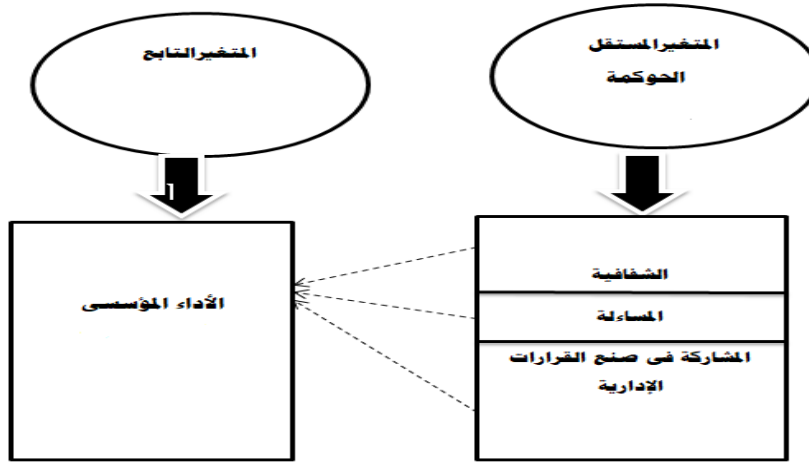 المتغيرالمستقل
الحوكمة
المتغيرالتابع
الشفافية
المساءلة
المشاركة فى صنع القرارات
الإدارية
الأداء المؤسسى